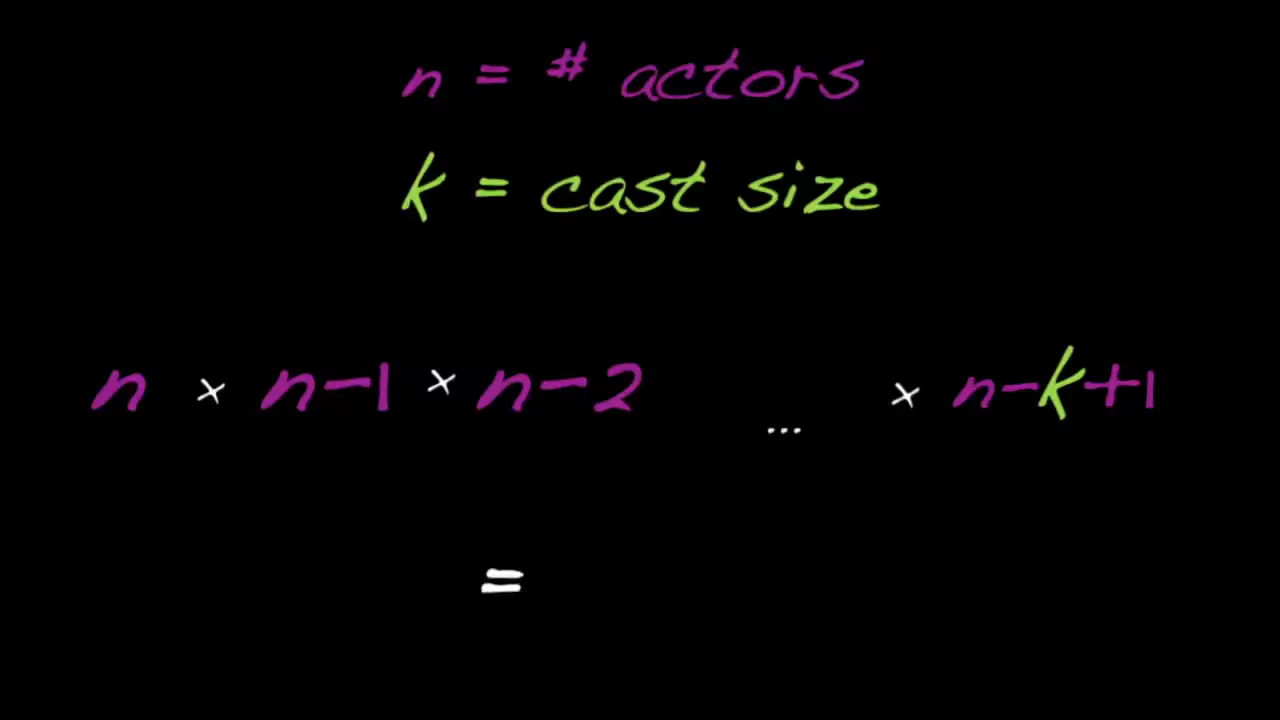 n = # actors
k = cast size
n × n-1 × n-2 ... × n-k+1
=